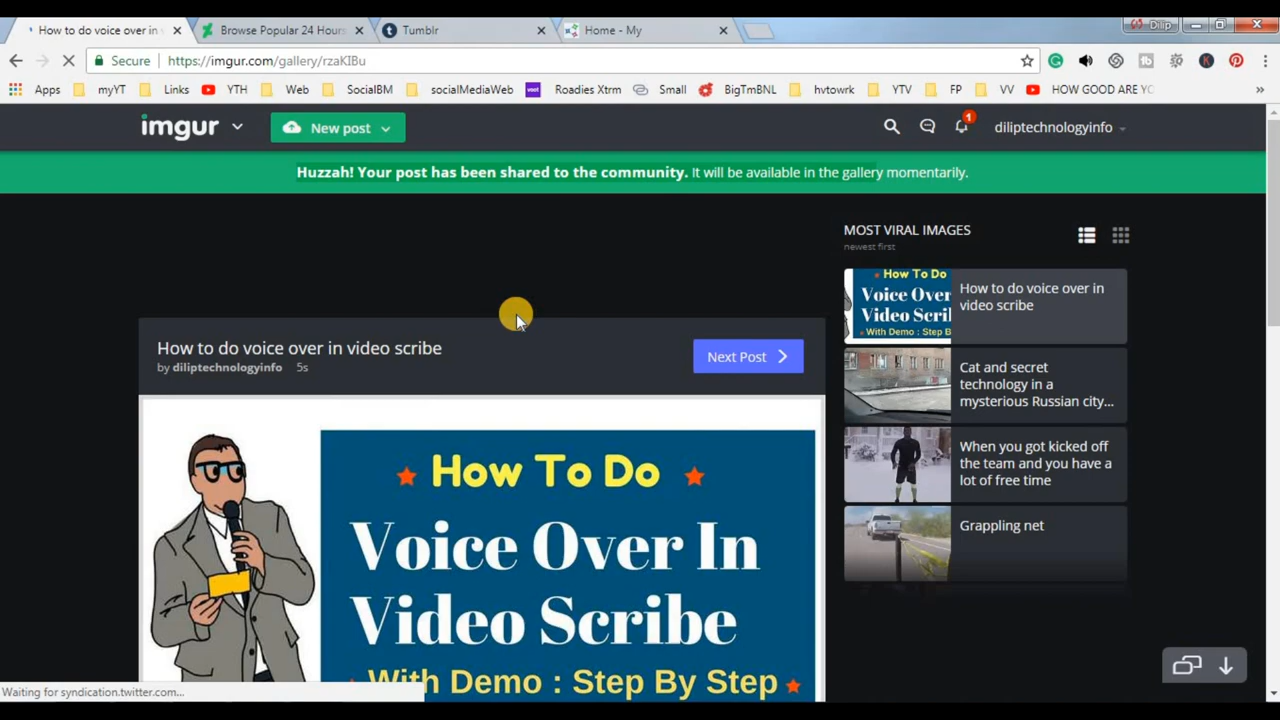 How to do voice over in
Browse Popular 24 Hours
Tumblr
Home - My
Dilip
Secure
https://imgur.com/gallery/rzaKIBu
Apps
myYT
Links
YTH
Web
SocialBM
socialMediaWeb
Roadies Xtrm
Small
BigTmBNL
hvtowrk
YTV
FP
VV
HOW GOOD ARE YO
imgur
New post
1
diliptechnologyinfo
Huzzah! Your post has been shared to the community. It will be available in the gallery momentarily.
MOST VIRAL IMAGES
newest first
How to do voice over in video scribe
by diliptechnologyinfo 5s
Next Post
How To Do
Voice Over In
Video Scribe
With Demo : Step By Step
How To Do
Voice Over
Video Scri
With Demo : Step B
How to do voice over in
video scribe
Cat and secret
technology in a
mysterious Russian city...
When you got kicked off
the team and you have a
lot of free time
Grappling net
Waiting for syndication.twitter.com...